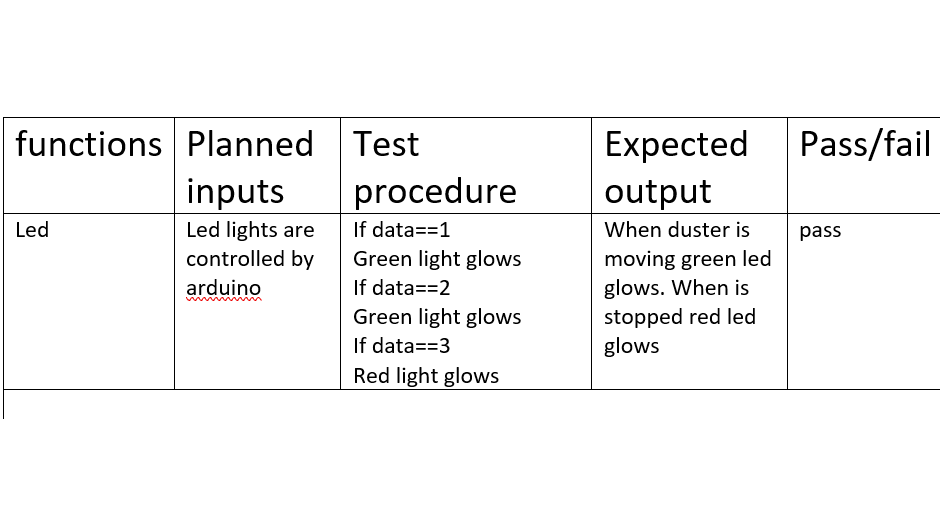 functions
Planned
inputs
Test
procedure
Expected
output
Pass/fail
Led
Led lights are
controlled by
arduino
If data==1
Green light glows
If data==2
Green light glows
If data==3
Red light glows
When duster is
moving green led
glows. When is
stopped red led
glows
pass